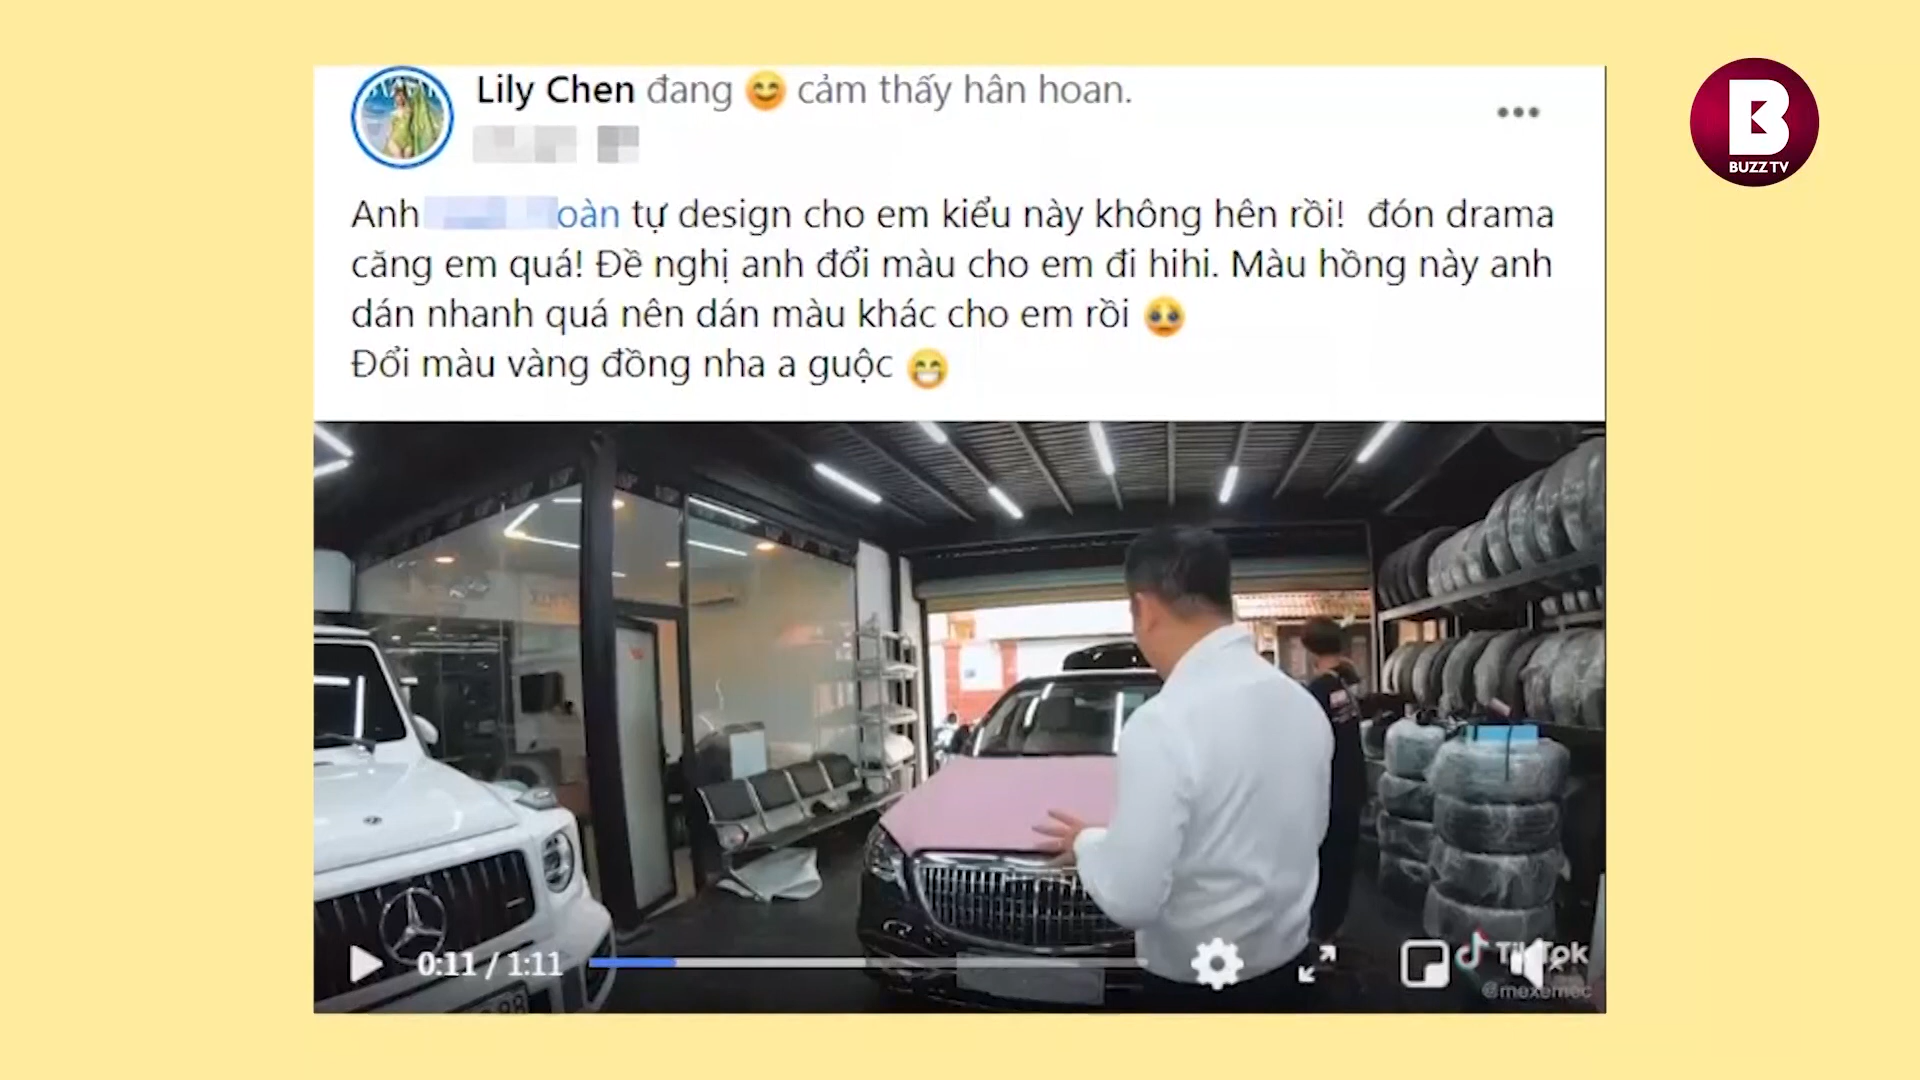 Lily Chen đang 😊 cảm thấy hân hoan.
BUZZ TV
Anh oàn tự design cho em kiểu này không hên rồi! đón drama
căng em quá! Đề nghị anh đổi màu cho em đi hihi. Màu hồng này anh
dán nhanh quá nên dán màu khác cho em rồi 🥹
Đổi màu vàng đồng nha a guộc 😁
0:11 / 1:11
TikTok
@mexemec